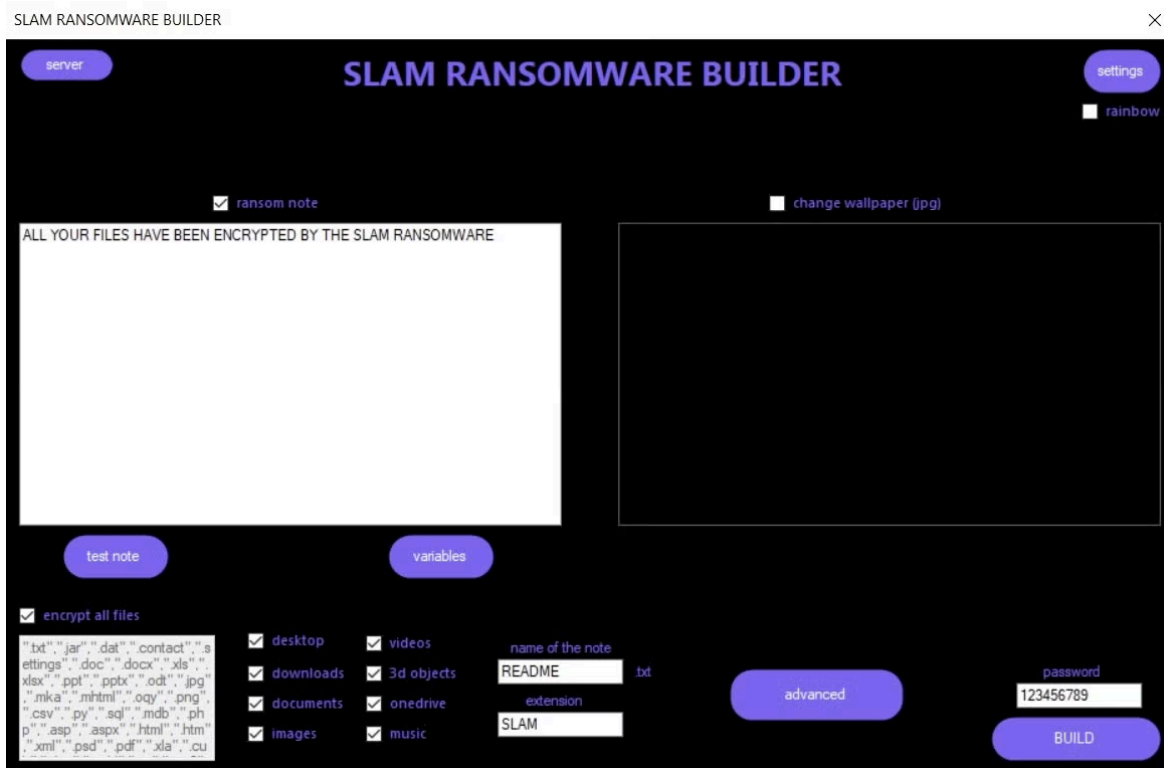 SLAM RANSOMWARE BUILDER
server
SLAM RANSOMWARE BUILDER
settings
rainbow
ransom note
change wallpaper (jpg)
ALL YOUR FILES HAVE BEEN ENCRYPTED BY THE SLAM RANSOMWARE
test note
variables
encrypt all files
".txt",".jar",".dat",".contact",".s
ettings",".doc",".docx",".xls",".
xlsx",".ppt",".pptx",".odt",".jpg"
,".mka",".mhtml",".oqy",".png",
".csv",".py",".sql",".mdb",".ph
p",".asp",".aspx",".html",".htm"
,".xml",".psd",".pdf",".xla",".cu
desktop
downloads
documents
images
videos
3d objects
onedrive
music
name of the note
README
.txt
extension
SLAM
advanced
password
123456789
BUILD